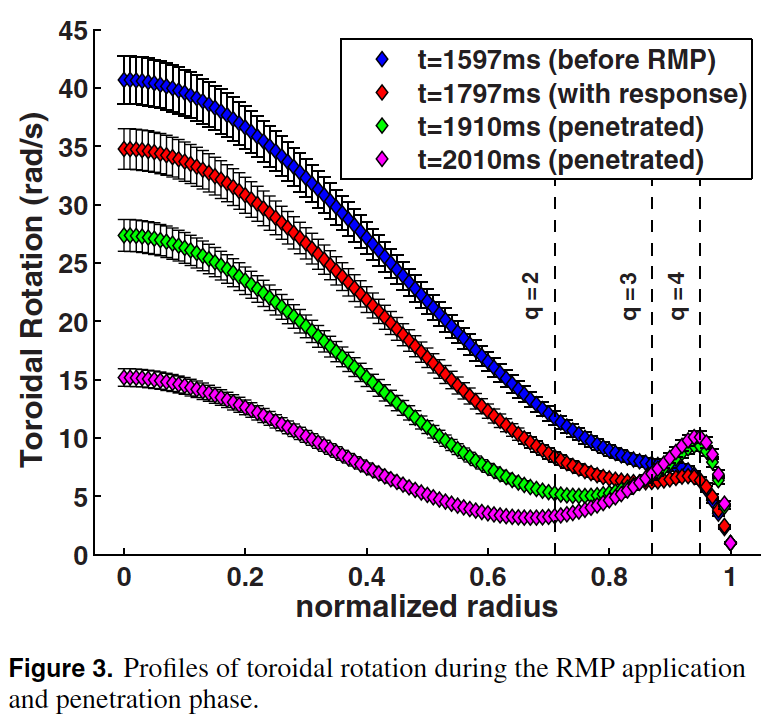 45
40
35
30
25
20
15
10
5
0
Toroidal Rotation (rad/s)
t=1597ms (before RMP)
t=1797ms (with response)
t=1910ms (penetrated)
t=2010ms (penetrated)
q =2
q =3
q =4
0 0.2 0.4 0.6 0.8 1
normalized radius
Figure 3. Profiles of toroidal rotation during the RMP application
and penetration phase.